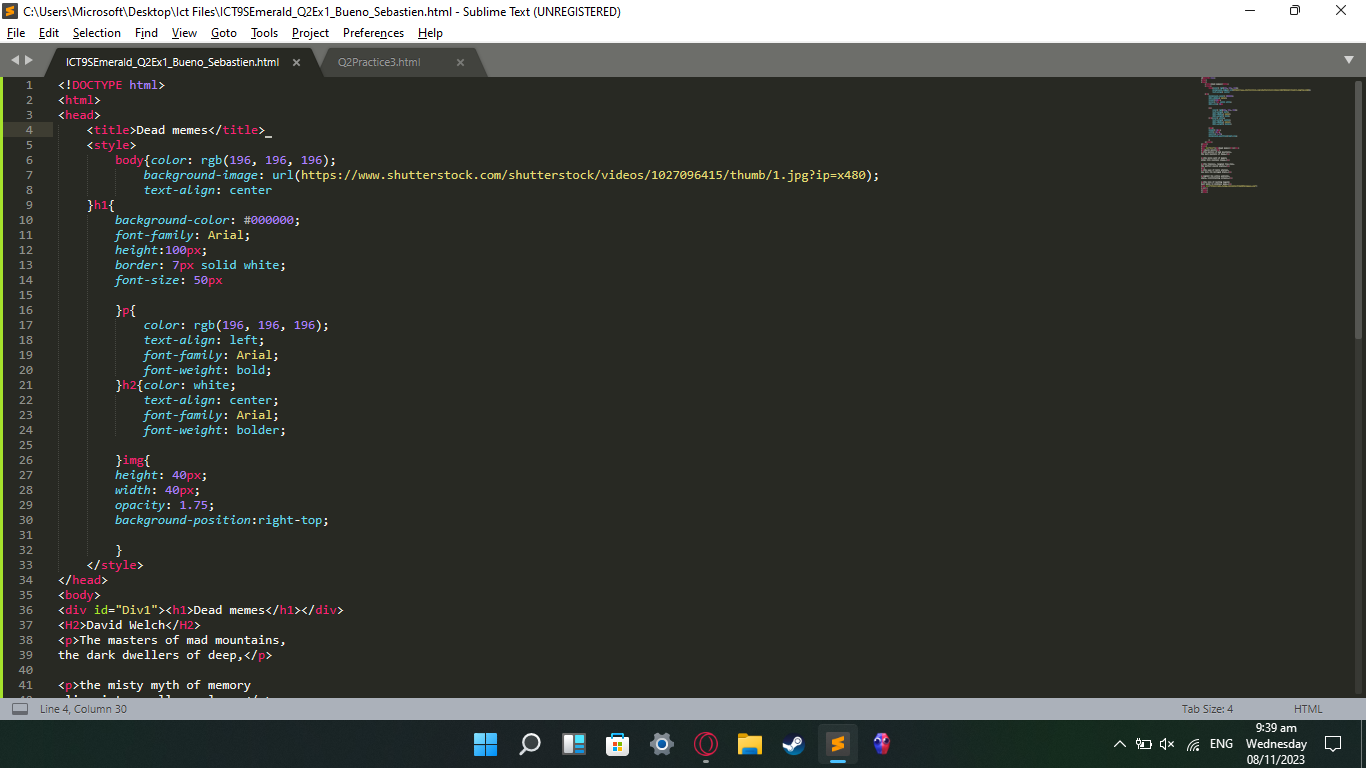 C:\Users\Microsoft\Desktop\Ict Files\ICT9SEmerald_Q2Ex1_Bueno_Sebastien.html - Sublime Text (UNREGISTERED)
File Edit Selection Find View Goto Tools Project Preferences Help
ICT9SEmerald_Q2Ex1_Bueno_Sebastien.html × Q2Practice3.html ×
1 <!DOCTYPE html>
2 <html>
3 <head>
4 <title>Dead memes</title>
5 <style>
6 body{color: rgb(196, 196, 196);
7 background-image: url(https://www.shutterstock.com/shutterstock/videos/1027096415/thumb/1.jpg?ip=x480);
8 text-align: center
9 }h1{
10 background-color: #000000;
11 font-family: Arial;
12 height:100px;
13 border: 7px solid white;
14 font-size: 50px
15
16 }p{
17 color: rgb(196, 196, 196);
18 text-align: left;
19 font-family: Arial;
20 font-weight: bold;
21 }h2{color: white;
22 text-align: center;
23 font-family: Arial;
24 font-weight: bolder;
25
26 }img{
27 height: 40px;
28 width: 40px;
29 opacity: 1.75;
30 background-position:right-top;
31
32 }
33 </style>
34 </head>
35 <body>
36 <div id="Div1"><h1>Dead memes</h1></div>
37 <H2>David Welch</H2>
38 <p>The masters of mad mountains,
39 the dark dwellers of deep,</p>
40
41 <p>the misty myth of memory
Line 4, Column 30 Tab Size: 4 HTML
ENG
9:39 am
Wednesday
08/11/2023